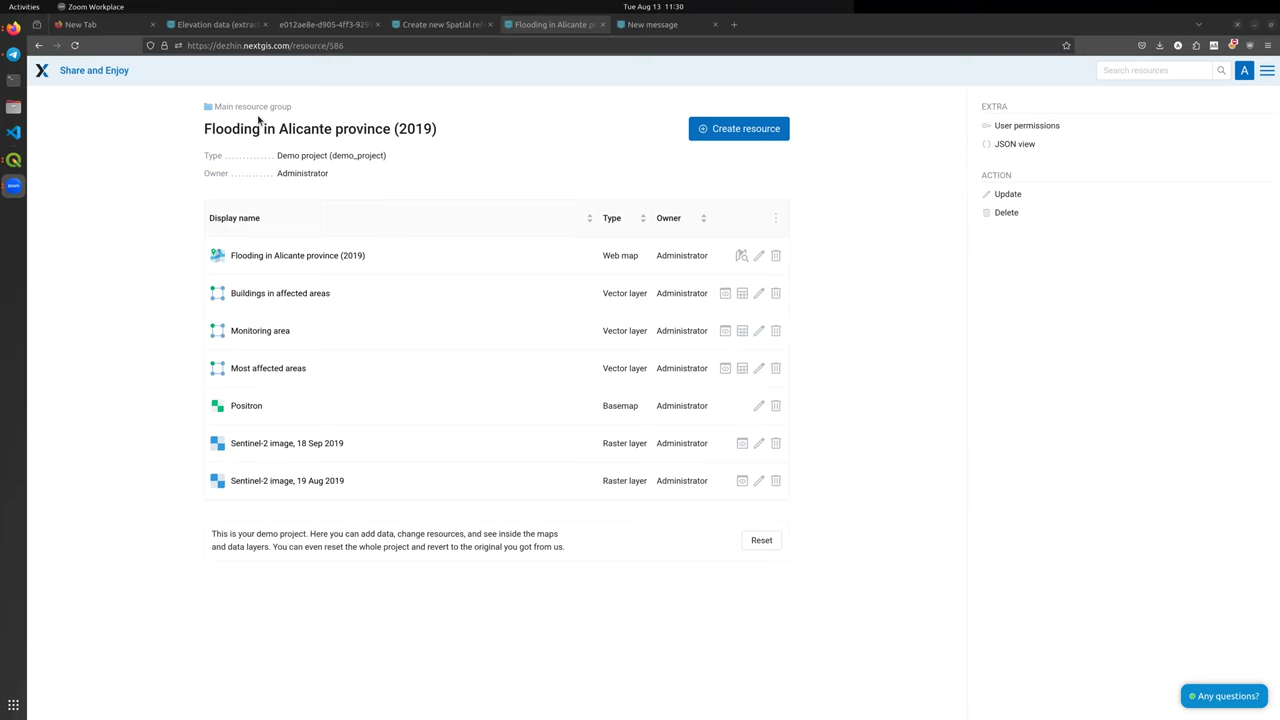 Activities
Zoom Workplace
Tue Aug 13 11:30
New Tab
Elevation data (extrac
e012ae8e-d905-4ff3-929
Create new Spatial ref
Flooding in Alicante p
New message
https://dezhin.nextgis.com/resource/586
Share and Enjoy
Search resources
A
Main resource group
Flooding in Alicante province (2019)
Create resource
Type ............. Demo project (demo_project)
Owner ............ Administrator
Display name Type Owner
Flooding in Alicante province (2019) Web map Administrator
Buildings in affected areas Vector layer Administrator
Monitoring area Vector layer Administrator
Most affected areas Vector layer Administrator
Positron Basemap Administrator
Sentinel-2 image, 18 Sep 2019 Raster layer Administrator
Sentinel-2 image, 19 Aug 2019 Raster layer Administrator
This is your demo project. Here you can add data, change resources, and see inside the maps
and data layers. You can even reset the whole project and revert to the original you got from us.
Reset
EXTRA
User permissions
JSON view
ACTION
Update
Delete
Any questions?
zoom